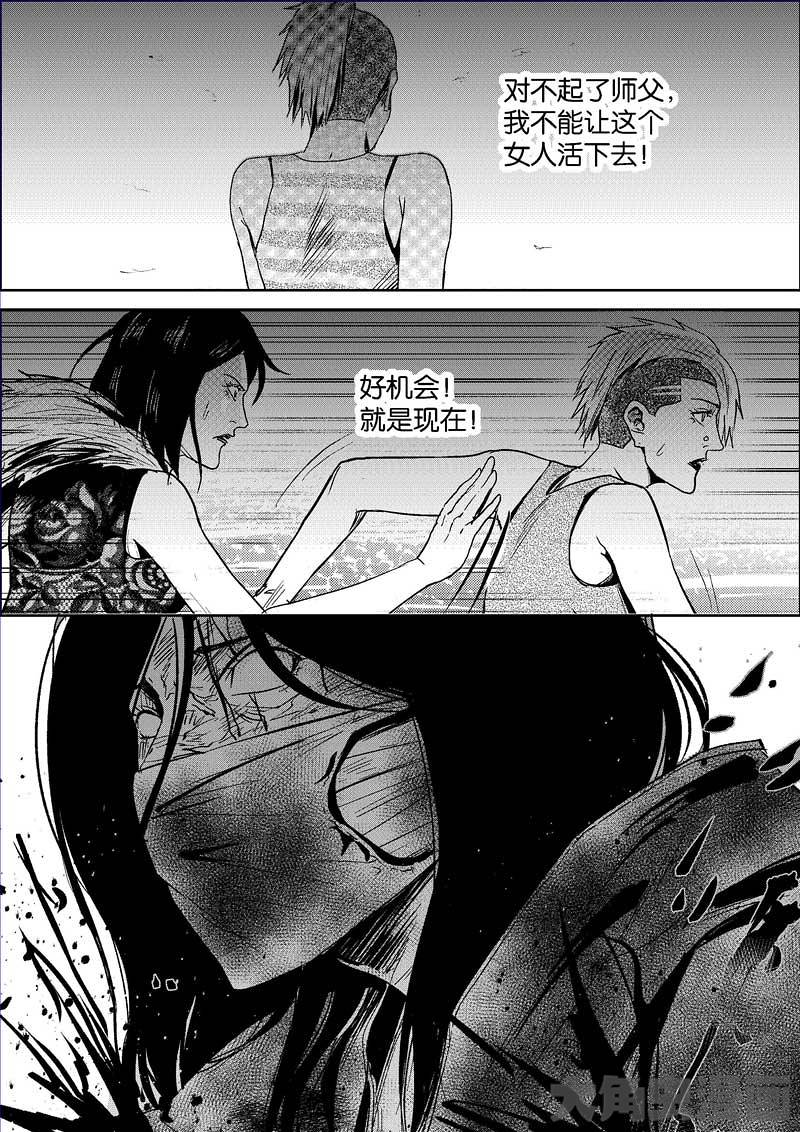 对不起了师父，
我不能让这个
女人活下去！
好机会！
就是现在！